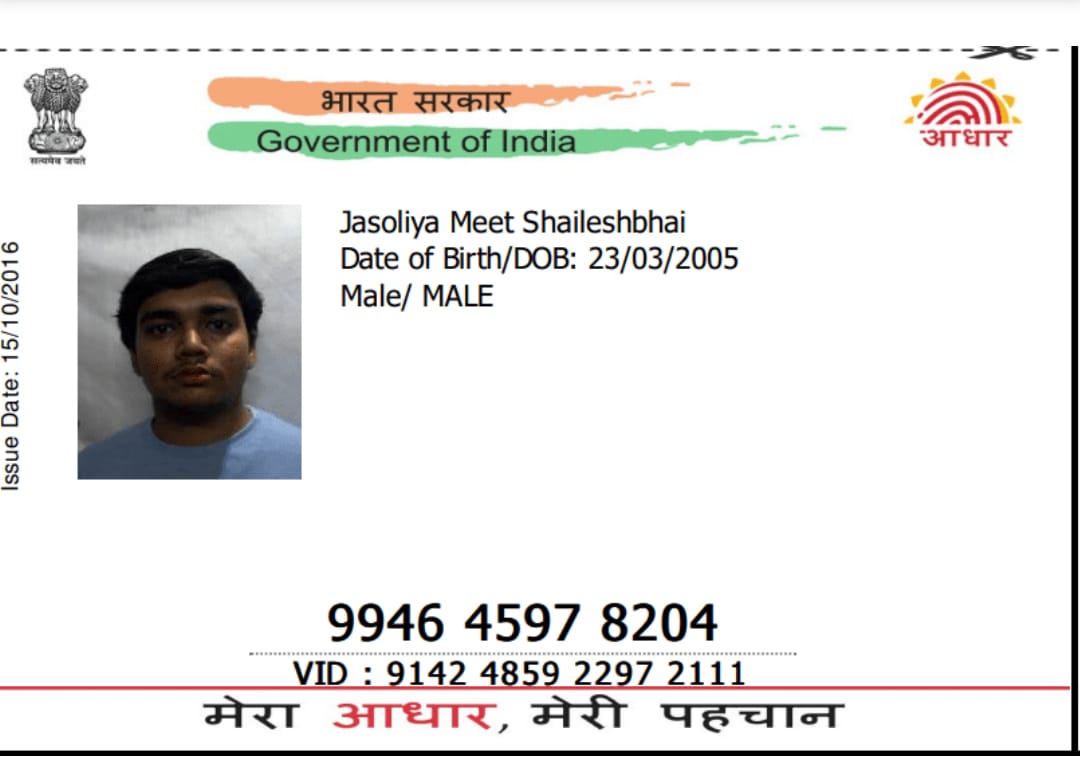 भारत सरकार
Government of India
सत्यमेव जयते
आधार
Issue Date: 15/10/2016
Jasoliya Meet Shaileshbhai
Date of Birth/DOB: 23/03/2005
Male/ MALE
9946 4597 8204
VID : 9142 4859 2297 2111
मेरा आधार, मेरी पहचान